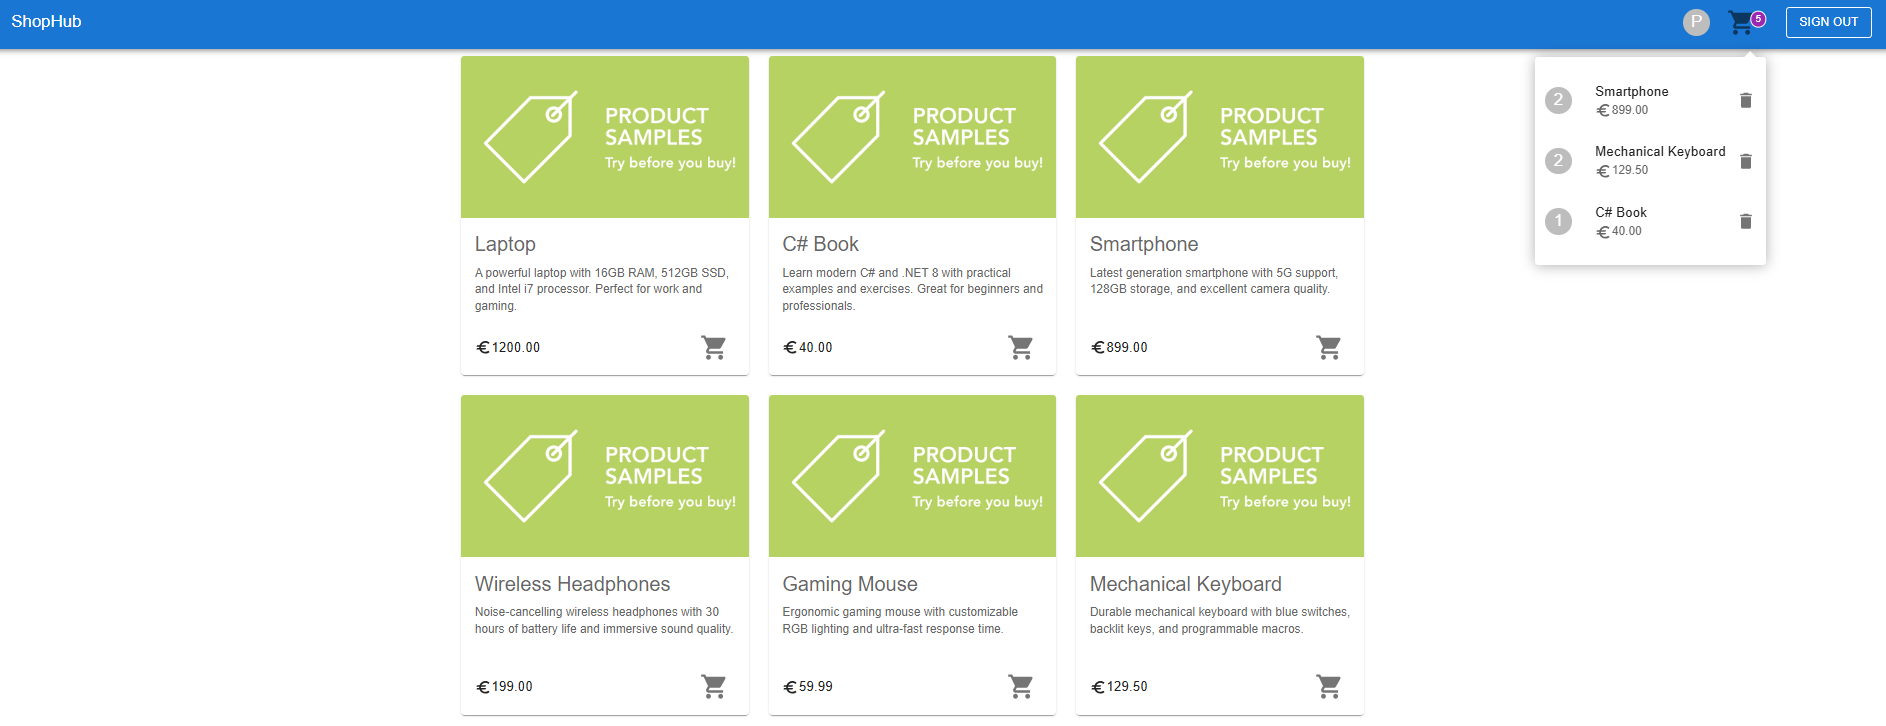 ShopHub
P
5
SIGN OUT
PRODUCT
SAMPLES
Try before you buy!
Laptop
A powerful laptop with 16GB RAM, 512GB SSD,
and Intel i7 processor. Perfect for work and
gaming.
€1200.00
PRODUCT
SAMPLES
Try before you buy!
C# Book
Learn modern C# and .NET 8 with practical
examples and exercises. Great for beginners and
professionals.
€40.00
PRODUCT
SAMPLES
Try before you buy!
Smartphone
Latest generation smartphone with 5G support,
128GB storage, and excellent camera quality.
€899.00
2
Smartphone
€899.00
2
Mechanical Keyboard
€129.50
1
C# Book
€40.00
PRODUCT
SAMPLES
Try before you buy!
Wireless Headphones
Noise-cancelling wireless headphones with 30
hours of battery life and immersive sound quality.
€199.00
PRODUCT
SAMPLES
Try before you buy!
Gaming Mouse
Ergonomic gaming mouse with customizable
RGB lighting and ultra-fast response time.
€59.99
PRODUCT
SAMPLES
Try before you buy!
Mechanical Keyboard
Durable mechanical keyboard with blue switches,
backlit keys, and programmable macros.
€129.50